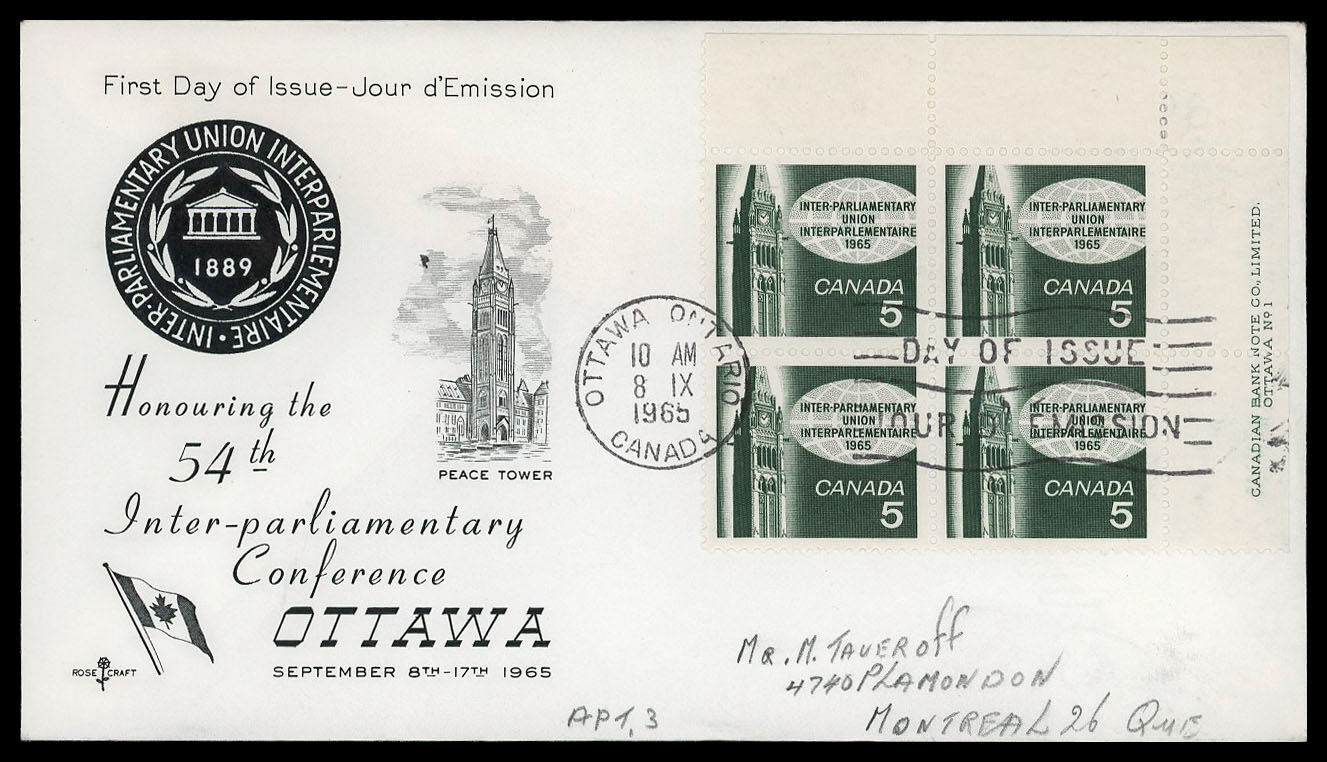 First Day of Issue-Jour d'Emission
INTER-PARLIAMENTARY UNION INTERPARLEMENTAIRE
1889
Honouring the
54th
Inter-parliamentary
Conference
OTTAWA
SEPTEMBER 8TH-17TH 1965
ROSE CRAFT
PEACE TOWER
OTTAWA ONTARIO
10 AM
8 IX
1965
CANADA
INTER-PARLIAMENTARY
UNION
INTERPARLEMENTAIRE
1965
CANADA
5
INTER-PARLIAMENTARY
UNION
INTERPARLEMENTAIRE
1965
CANADA
5
DAY OF ISSUE
JOUR D'EMISSION
INTER-PARLIAMENTARY
UNION
INTERPARLEMENTAIRE
1965
CANADA
5
INTER-PARLIAMENTARY
UNION
INTERPARLEMENTAIRE
1965
CANADA
5
CANADIAN BANK NOTE CO., LIMITED.
OTTAWA Nº 1
MR. M. TAVEROFF
4740 PLAMONDON
MONTREAL 26 QUE
APT. 3